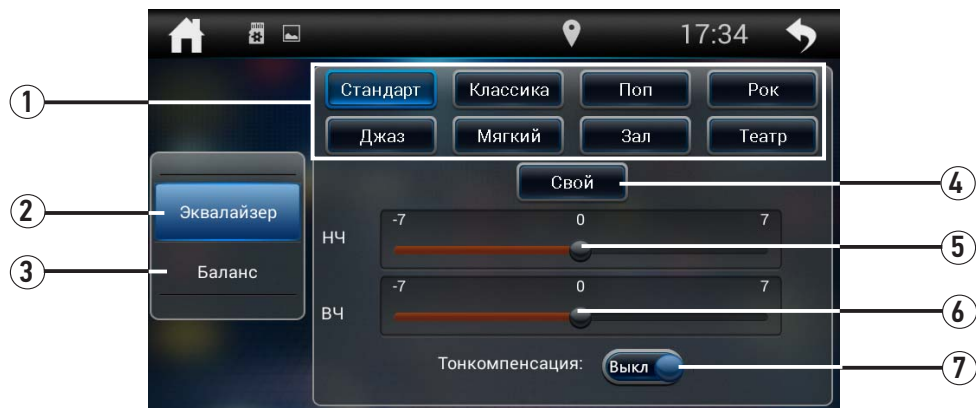 17:34
1
Стандарт Классика Поп Рок
Джаз Мягкий Зал Театр
Свой
4
2
Эквалайзер
3
Баланс
НЧ
-7 0 7
5
ВЧ
-7 0 7
6
Тонкомпенсация: Выкл
7